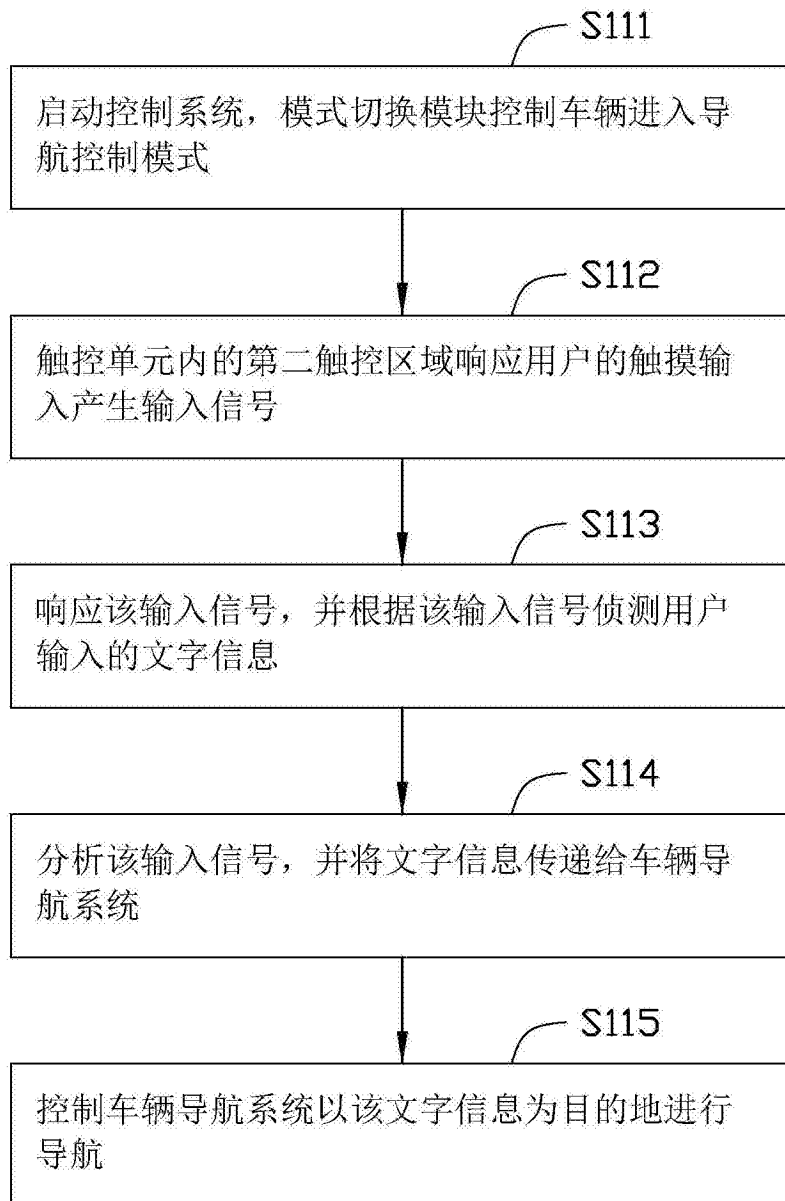 S111
启动控制系统，模式切换模块控制车辆进入导
航控制模式
S112
触控单元内的第二触控区域响应用户的触摸输
入产生输入信号
S113
响应该输入信号，并根据该输入信号侦测用户
输入的文字信息
S114
分析该输入信号，并将文字信息传递给车辆导
航系统
S115
控制车辆导航系统以该文字信息为目的地进行
导航